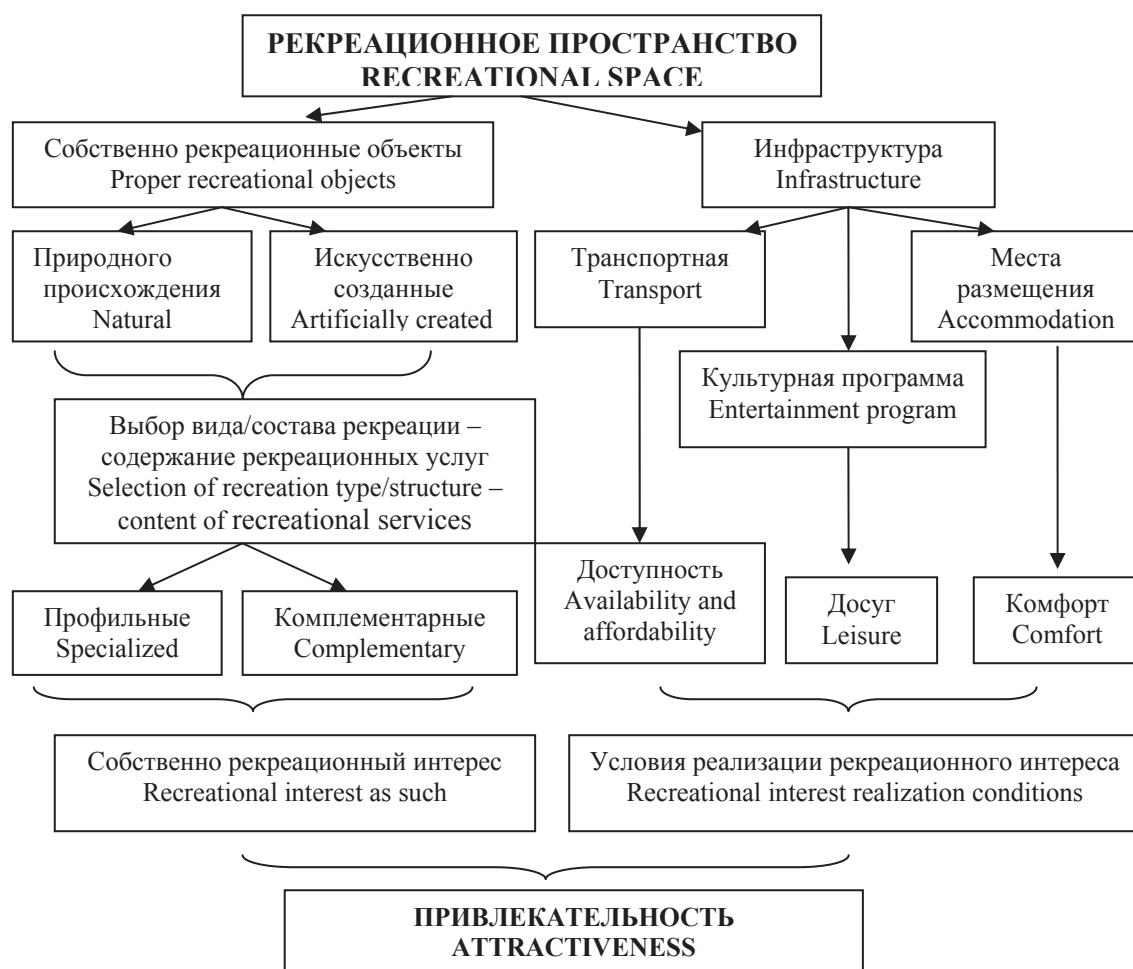 РЕКРЕАЦИОННОЕ ПРОСТРАНСТВО
RECREATIONAL SPACE
Собственно рекреационные объекты
Proper recreational objects
Инфраструктура
Infrastructure
Природного
происхождения
Natural
Искусственно
созданные
Artificially created
Транспортная
Transport
Места
размещения
Accommodation
Культурная программа
Entertainment program
Выбор вида/состава рекреации –
содержание рекреационных услуг
Selection of recreation type/structure –
content of recreational services
Профильные
Specialized
Комплементарные
Complementary
Доступность
Availability and
affordability
Досуг
Leisure
Комфорт
Comfort
Собственно рекреационный интерес
Recreational interest as such
Условия реализации рекреационного интереса
Recreational interest realization conditions
ПРИВЛЕКАТЕЛЬНОСТЬ
ATTRACTIVENESS